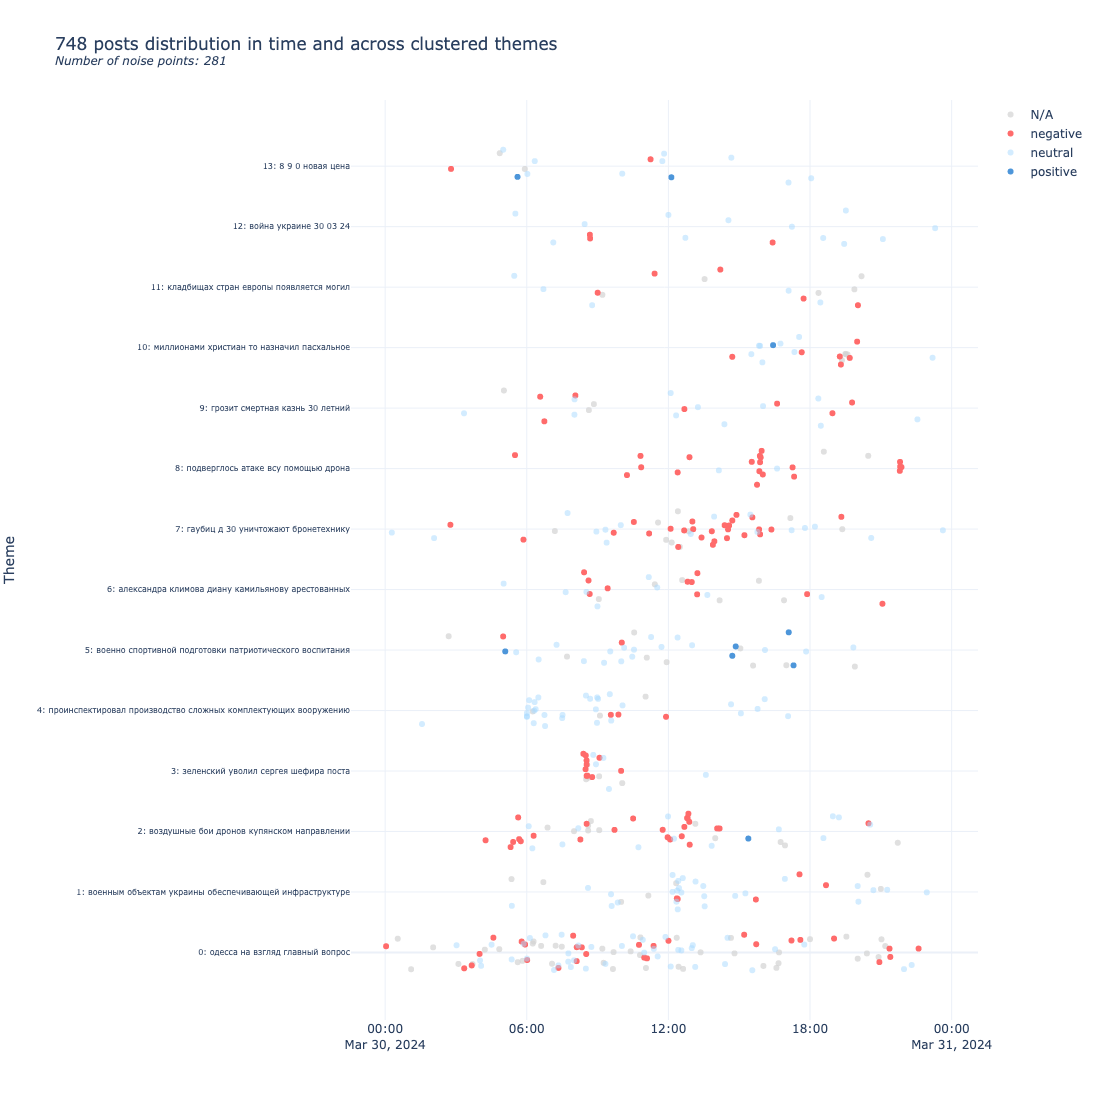 748 posts distribution in time and across clustered themes
Number of noise points: 281
N/A
negative
neutral
positive
Theme
13: 8 9 0 новая цена
12: война украине 30 03 24
11: кладбищах стран европы появляется могил
10: миллионами христиан то назначил пасхальное
9: грозит смертная казнь 30 летний
8: подверглось атаке всу помощью дрона
7: гаубиц д 30 уничтожают бронетехнику
6: александра климова диану камильянову арестованных
5: военно спортивной подготовки патриотического воспитания
4: проинспектировал производство сложных комплектующих вооружению
3: зеленский уволил сергея шефира поста
2: воздушные бои дронов купянском направлении
1: военным объектам украины обеспечивающей инфраструктуре
0: одесса на взгляд главный вопрос
00:00 06:00 12:00 18:00 00:00
Mar 30, 2024 Mar 31, 2024